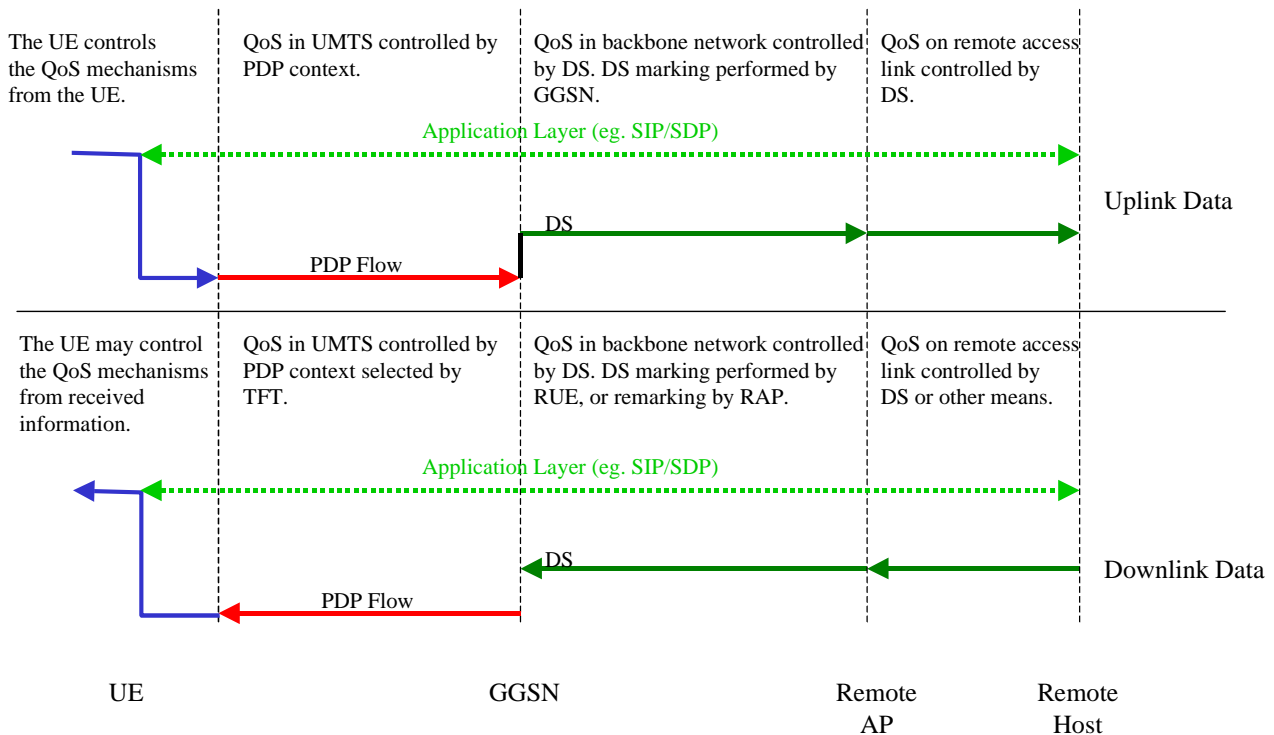 The UE controls
the QoS mechanisms
from the UE.
QoS in UMTS controlled by
PDP context.
QoS in backbone network controlled
by DS. DS marking performed by
GGSN.
QoS on remote access
link controlled by
DS.
Application Layer (eg. SIP/SDP)
Uplink Data
DS
PDP Flow
The UE may control
the QoS mechanisms
from received
information.
QoS in UMTS controlled by
PDP context selected by
TFT.
QoS in backbone network controlled
by DS. DS marking performed by
RUE, or remarking by RAP.
QoS on remote access
link controlled by
DS or other means.
Application Layer (eg. SIP/SDP)
DS
Downlink Data
PDP Flow
UE
GGSN
Remote
AP
Remote
Host